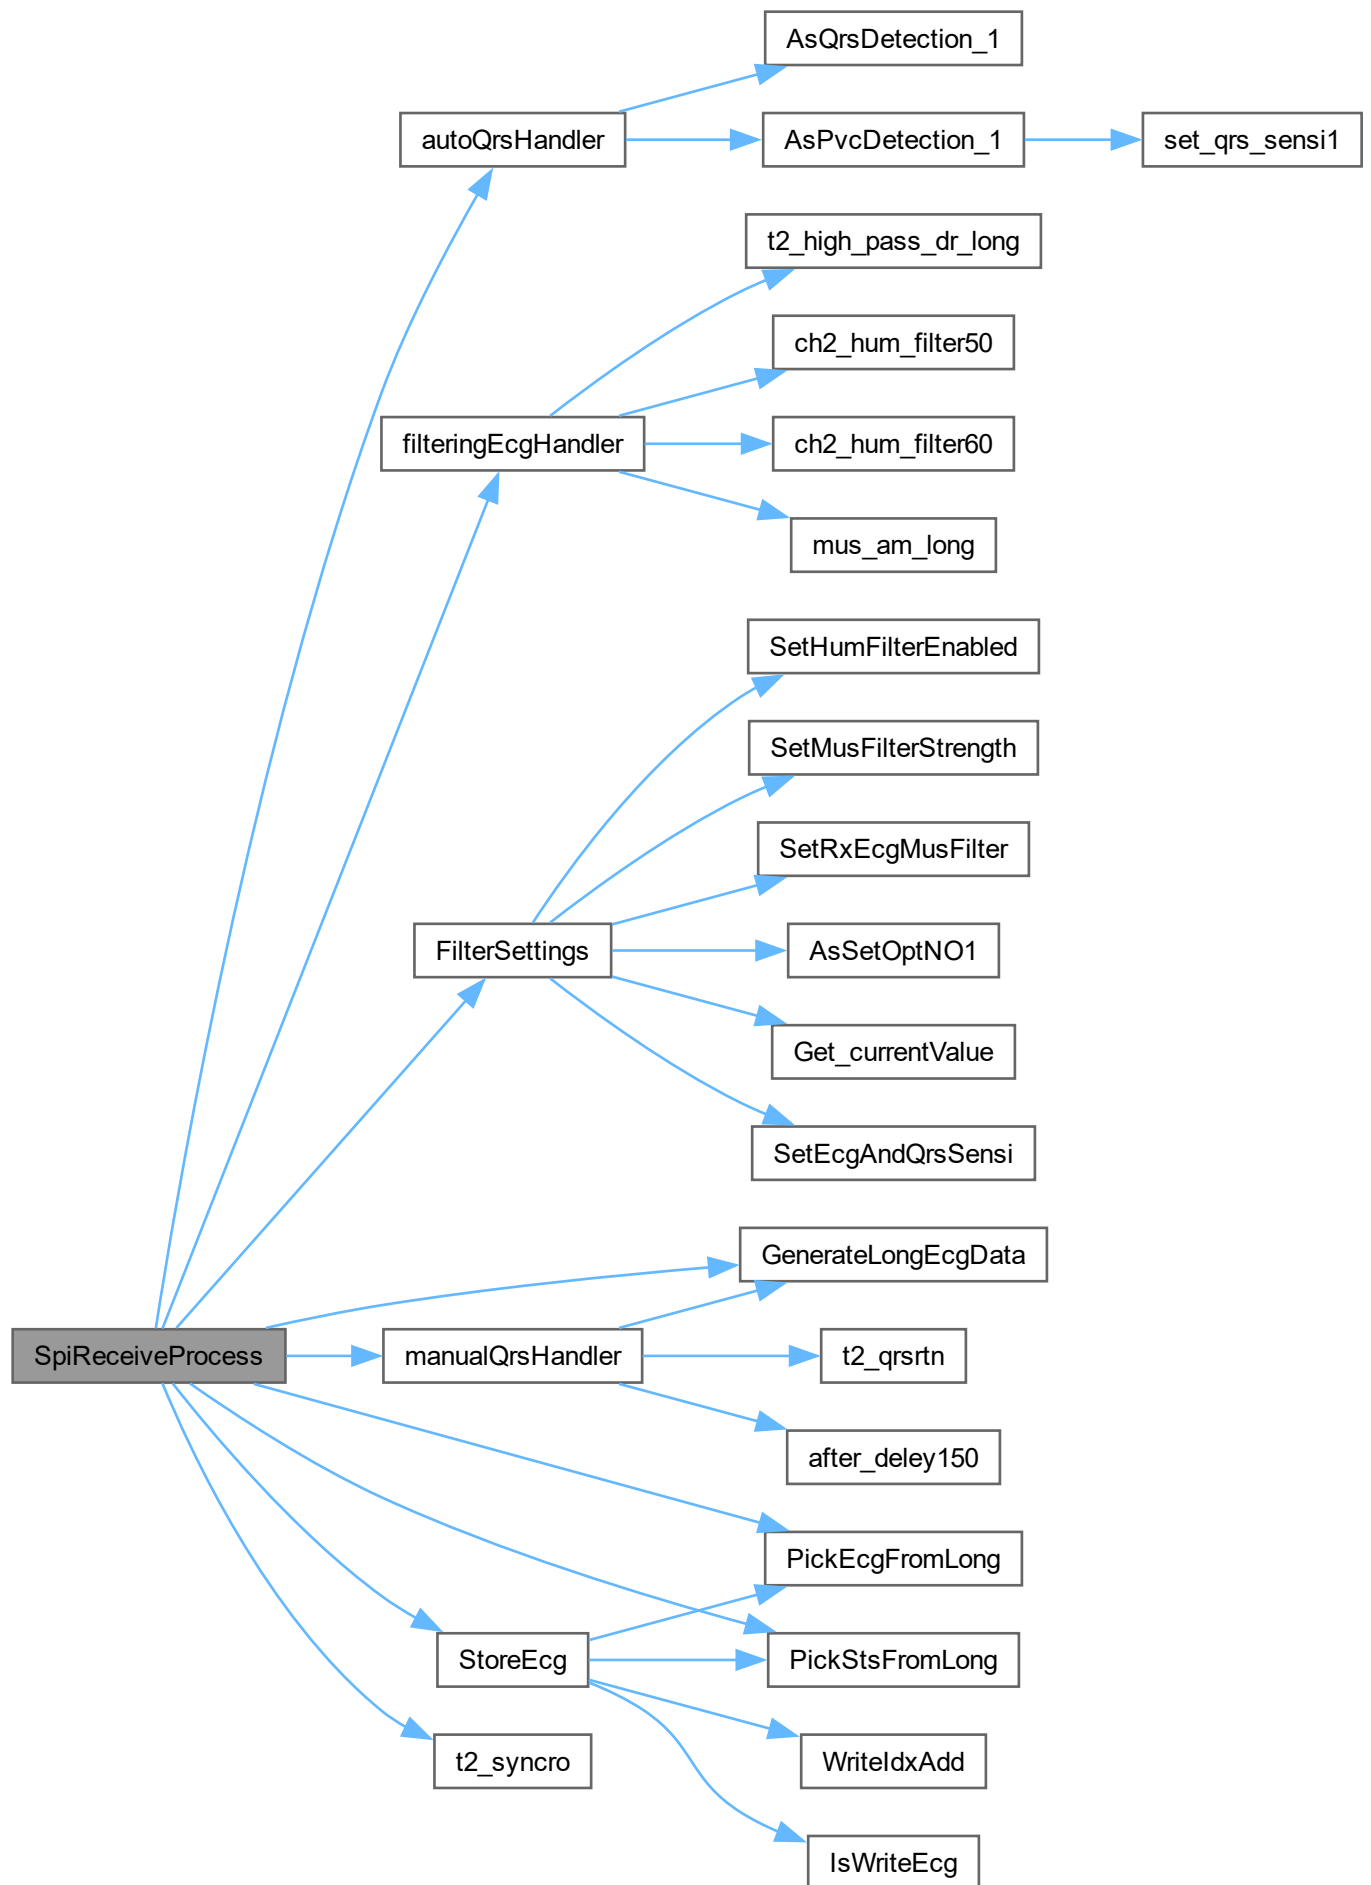 AsQrsDetection_1
autoQrsHandler
AsPvcDetection_1
set_qrs_sensi1
t2_high_pass_dr_long
ch2_hum_filter50
filteringEcgHandler
ch2_hum_filter60
mus_am_long
SetHumFilterEnabled
SetMusFilterStrength
SetRxEcgMusFilter
FilterSettings
AsSetOptNO1
Get_currentValue
SetEcgAndQrsSensi
GenerateLongEcgData
SpiReceiveProcess
manualQrsHandler
t2_qrsrtn
after_deley150
PickEcgFromLong
StoreEcg
PickStsFromLong
t2_syncro
WriteIdxAdd
IsWriteEcg